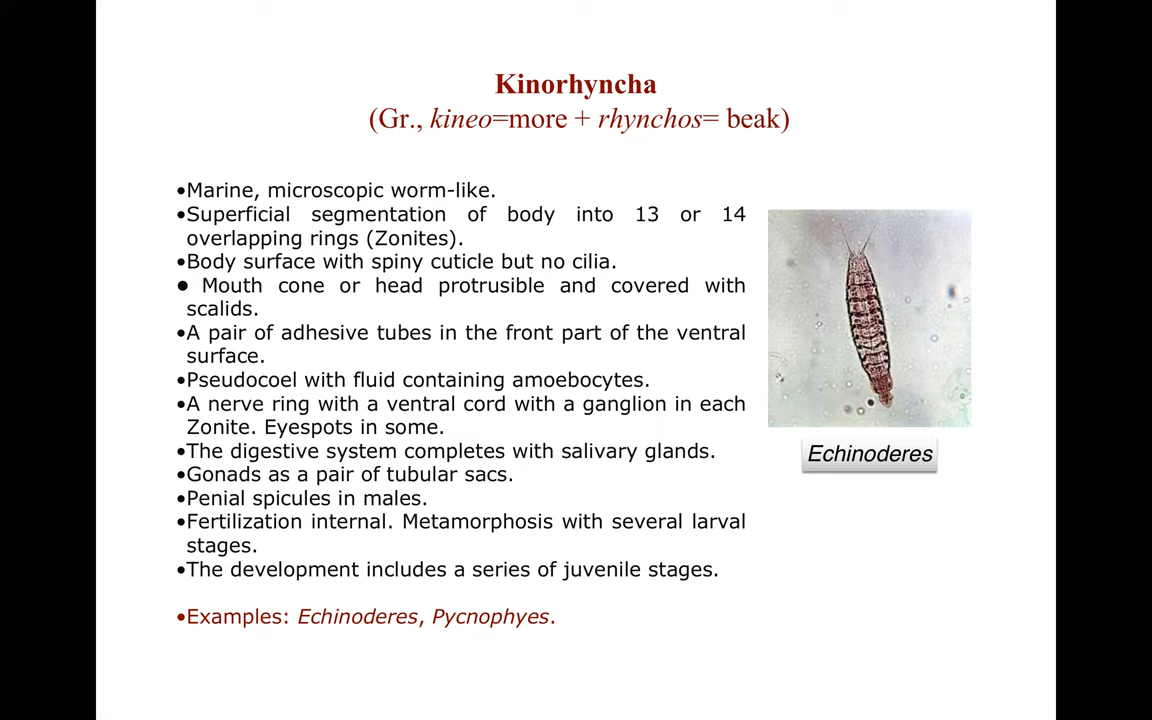 Kinorhyncha
(Gr., kineo=more + rhynchos= beak)
•Marine, microscopic worm-like.
•Superficial segmentation of body into 13 or 14
overlapping rings (Zonites).
•Body surface with spiny cuticle but no cilia.
• Mouth cone or head protrusible and covered with
scalids.
•A pair of adhesive tubes in the front part of the ventral
surface.
•Pseudocoel with fluid containing amoebocytes.
•A nerve ring with a ventral cord with a ganglion in each
Zonite. Eyespots in some.
•The digestive system completes with salivary glands.
•Gonads as a pair of tubular sacs.
•Penial spicules in males.
•Fertilization internal. Metamorphosis with several larval
stages.
•The development includes a series of juvenile stages.
•Examples: Echinoderes, Pycnophyes.
Echinoderes